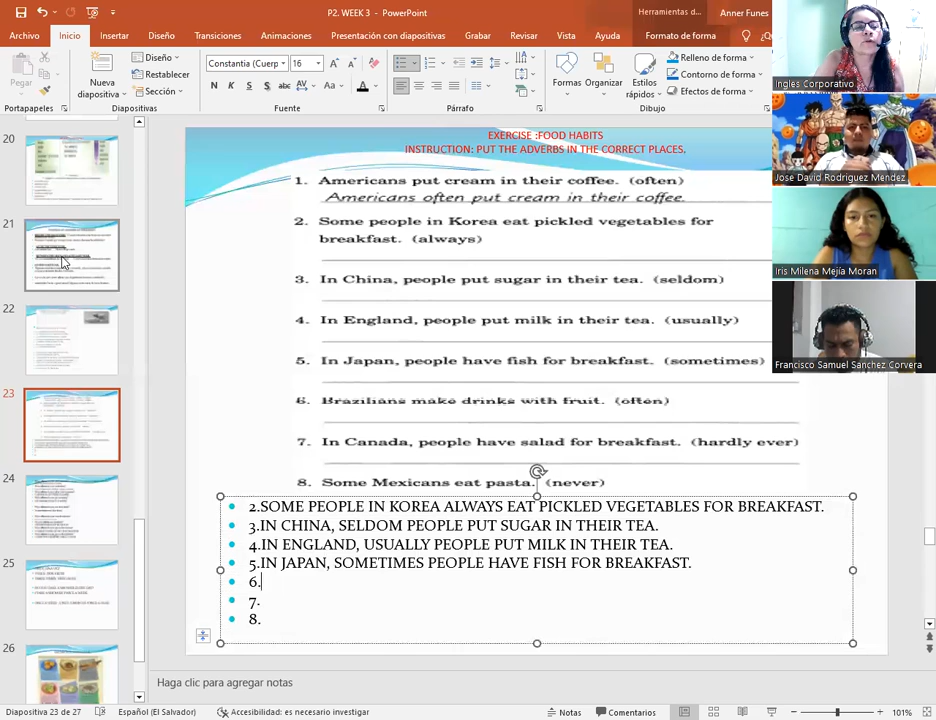 P2. WEEK 3 - PowerPoint
Herramientas d...
Anner Funes
Archivo
Inicio
Insertar
Diseño
Transiciones
Animaciones
Presentación con diapositivas
Grabar
Revisar
Vista
Ayuda
Formato de forma
Pegar
Nueva
diapositiva
Diseño
Restablecer
Sección
Constantia (Cuerp
16
N
K
S
S
abc
AV
Aa
A
Formas
Organizar
Estilos
rápidos
Relleno de forma
Contorno de forma
Efectos de forma
Portapapeles
Diapositivas
Fuente
Párrafo
Dibujo
Ingles Corporativo
Jose David Rodriguez Mendez
Iris Milena Mejía Moran
Francisco Samuel Sanchez Corvera
20
21
22
23
24
25
26
EXERCISE :FOOD HABITS
INSTRUCTION: PUT THE ADVERBS IN THE CORRECT PLACES.
1. Americans put cream in their coffee. (often)
Americans often put cream in their coffee.
2. Some people in Korea eat pickled vegetables for
breakfast. (always)
3. In China, people put sugar in their tea. (seldom)
4. In England, people put milk in their tea. (usually)
5. In Japan, people have fish for breakfast. (sometimes)
6. Brazilians make drinks with fruit. (often)
7. In Canada, people have salad for breakfast. (hardly ever)
8. Some Mexicans eat pasta. (never)
2.SOME PEOPLE IN KOREA ALWAYS EAT PICKLED VEGETABLES FOR BREAKFAST.
3.IN CHINA, SELDOM PEOPLE PUT SUGAR IN THEIR TEA.
4.IN ENGLAND, USUALLY PEOPLE PUT MILK IN THEIR TEA.
5.IN JAPAN, SOMETIMES PEOPLE HAVE FISH FOR BREAKFAST.
6.
7.
8.
Haga clic para agregar notas
Diapositiva 23 de 27
Español (El Salvador)
Accesibilidad: es necesario investigar
Notas
Comentarios
101%